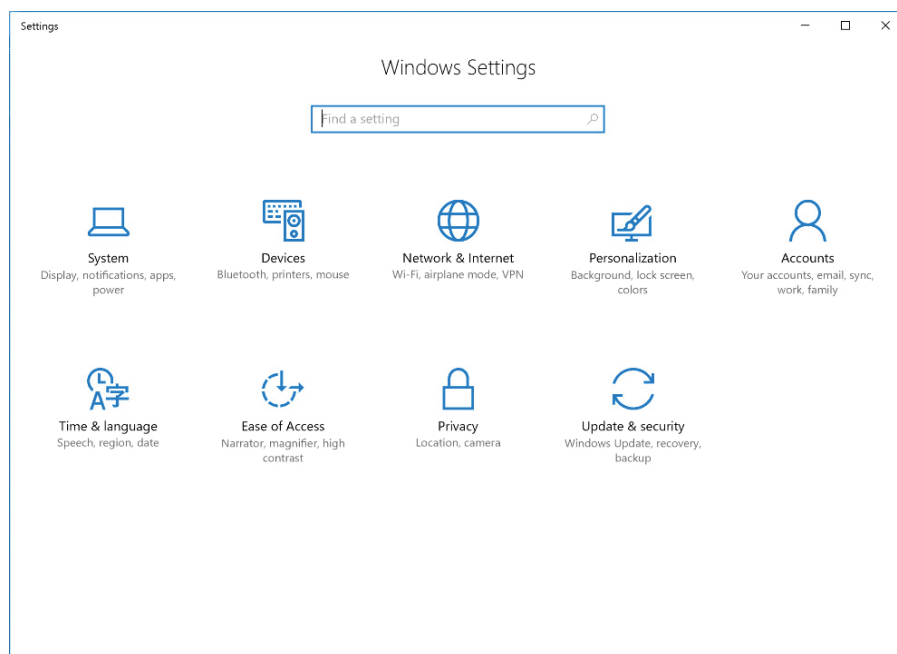 Settings
Windows Settings
Find a setting
System
Display, notifications, apps,
power
Devices
Bluetooth, printers, mouse
Network & Internet
Wi-Fi, airplane mode, VPN
Personalization
Background, lock screen,
colors
Accounts
Your accounts, email, sync,
work, family
A字
Time & language
Speech, region, date
Ease of Access
Narrator, magnifier, high
contrast
Privacy
Location, camera
Update & security
Windows Update, recovery,
backup